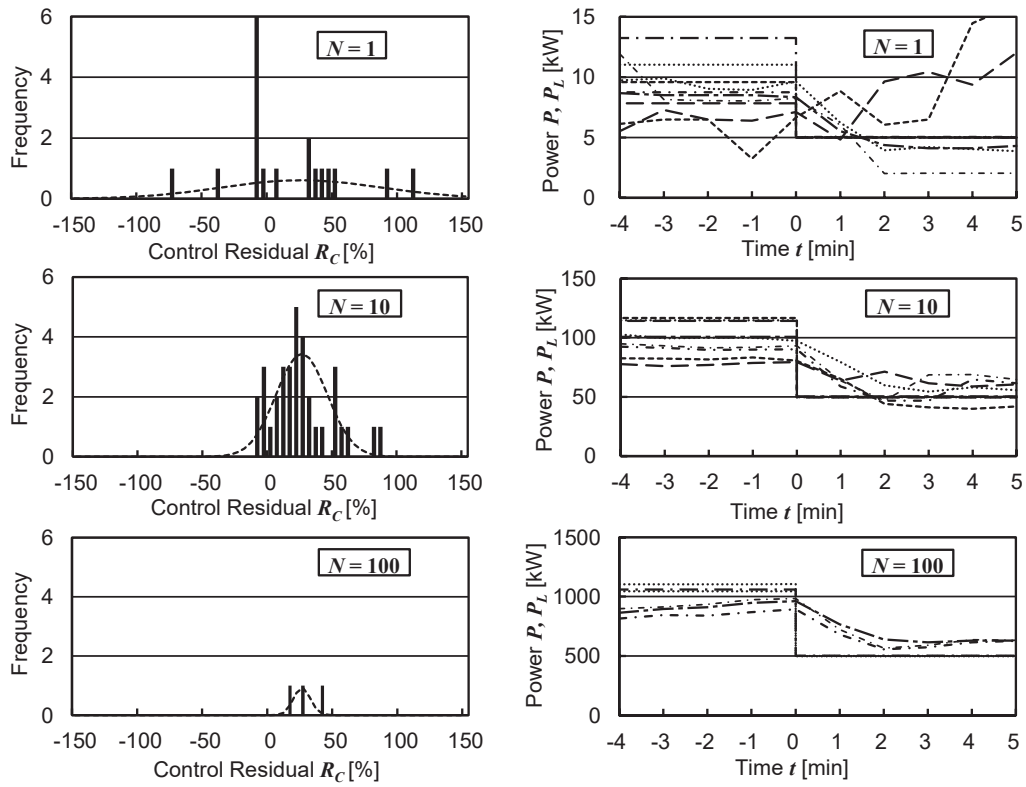 6
4
2
0
Frequency
N = 1
-150 -100 -50 0 50 100 150
Control Residual R_C [%]
15
10
5
0
Power P, P_L [kW]
N = 1
-4 -3 -2 -1 0 1 2 3 4 5
Time t [min]
6
4
2
0
Frequency
N = 10
-150 -100 -50 0 50 100 150
Control Residual R_C [%]
150
100
50
0
Power P, P_L [kW]
N = 10
-4 -3 -2 -1 0 1 2 3 4 5
Time t [min]
6
4
2
0
Frequency
N = 100
-150 -100 -50 0 50 100 150
Control Residual R_C [%]
1500
1000
500
0
Power P, P_L [kW]
N = 100
-4 -3 -2 -1 0 1 2 3 4 5
Time t [min]